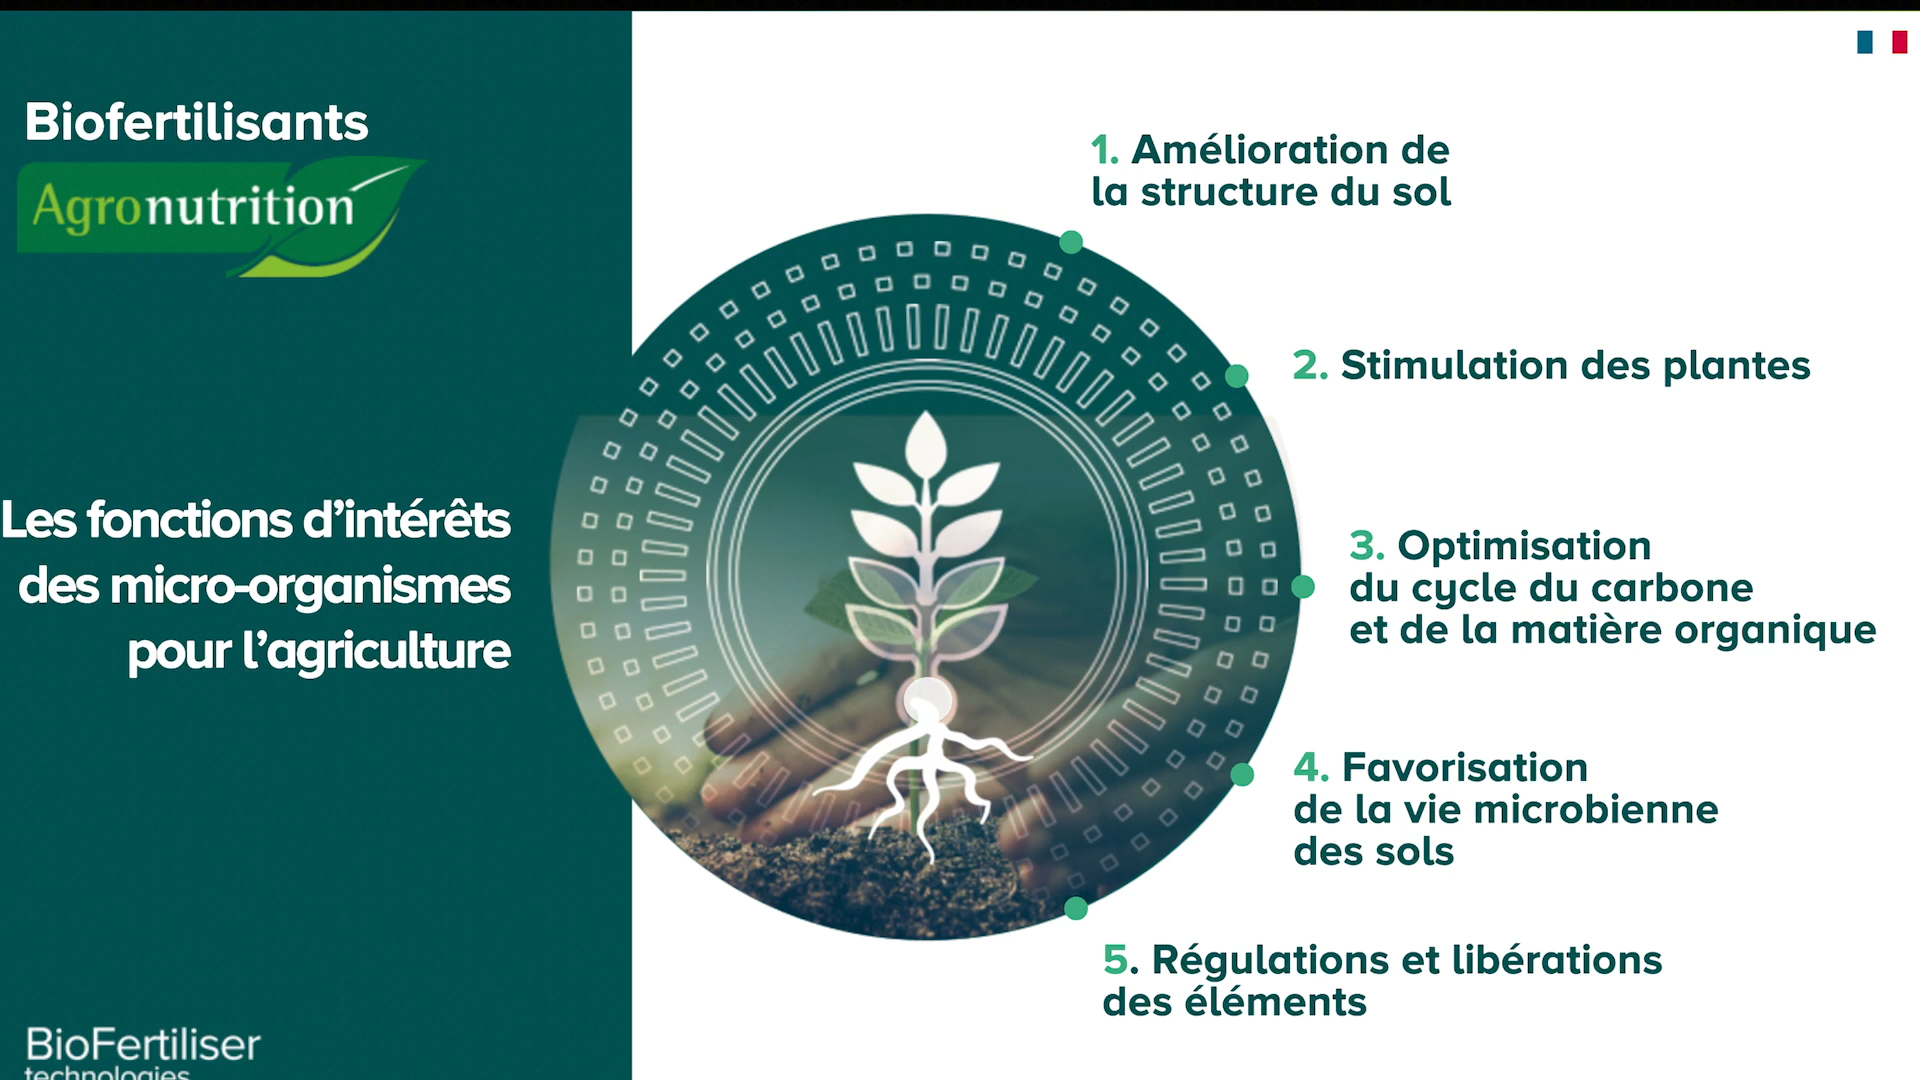 Biofertilisants
Agronutrition
Les fonctions d’intérêts
des micro-organismes
pour l’agriculture
1. Amélioration de
la structure du sol
2. Stimulation des plantes
3. Optimisation
du cycle du carbone
et de la matière organique
4. Favorisation
de la vie microbienne
des sols
5. Régulations et libérations
des éléments
BioFertiliser
technologies